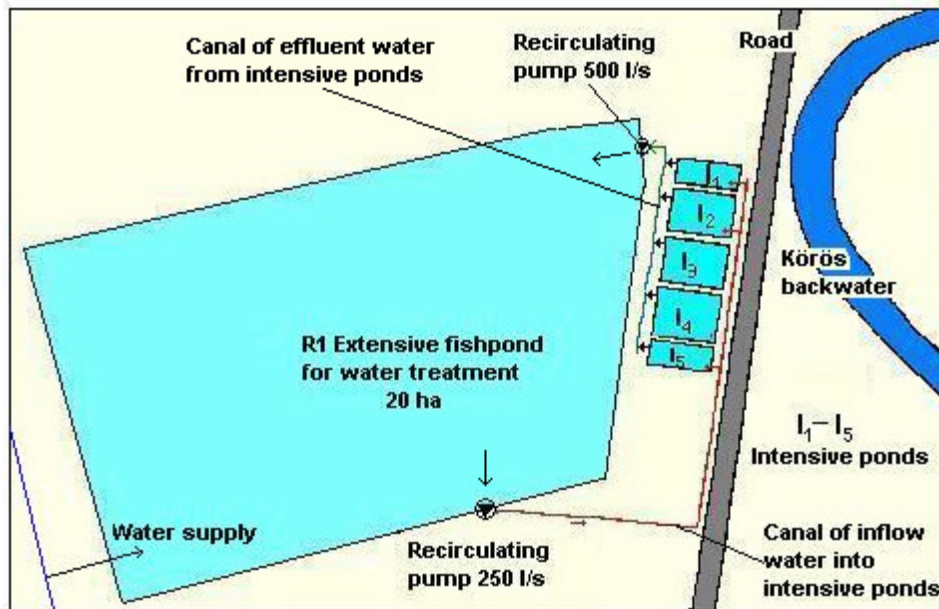 Canal of effluent water
from intensive ponds
Recirculating
pump 500 l/s
Road
I1
I2
I3
I4
I5
Körös
backwater
R1 Extensive fishpond
for water treatment
20 ha
I1–I5
Intensive ponds
Water supply
Recirculating
pump 250 l/s
Canal of inflow
water into
intensive ponds